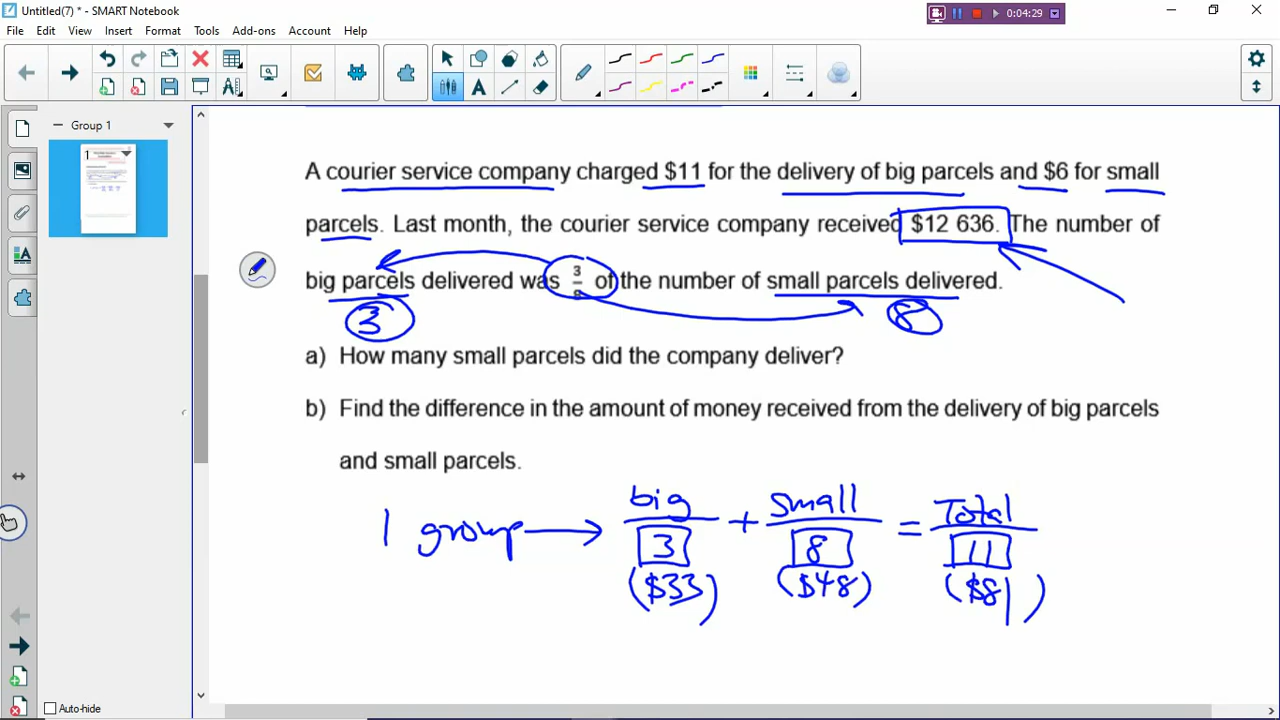 Untitled(7) * - SMART Notebook
00:04:29
File Edit View Insert Format Tools Add-ons Account Help
Group 1
1
A courier service company charged $11 for the delivery of big parcels and $6 for small
parcels. Last month, the courier service company received $12 636. The number of
big parcels delivered was 3/8 of the number of small parcels delivered.
3 8
a) How many small parcels did the company deliver?
b) Find the difference in the amount of money received from the delivery of big parcels
and small parcels.
big small Total
1 group → 3 + 8 = 11
($33) ($48) ($81)
Auto-hide